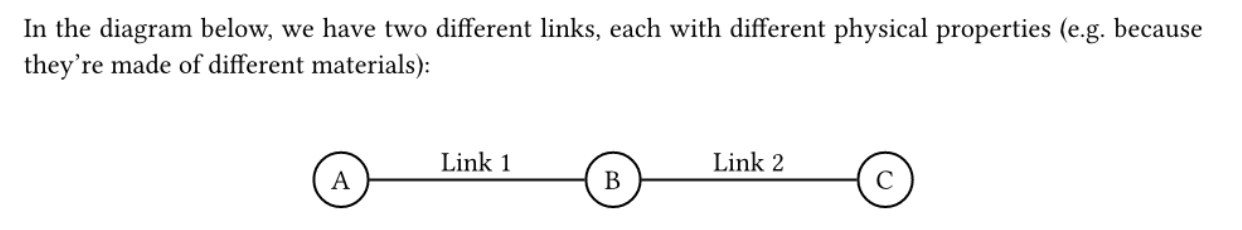 In the diagram below, we have two different links, each with different physical properties (e.g. because
they’re made of different materials):
Link 1
Link 2
A
B
C